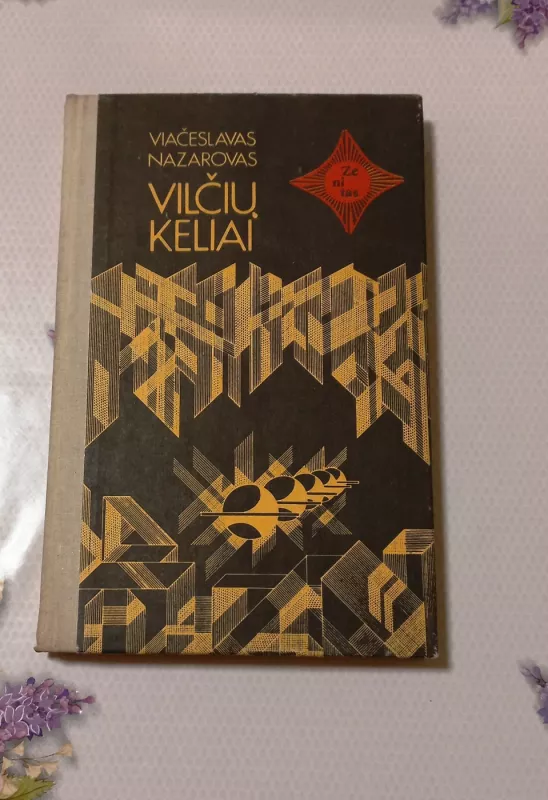 VIAČESLAVAS
NAZAROVAS
VILČIŲ
KELIAI
Ze
ni
tas